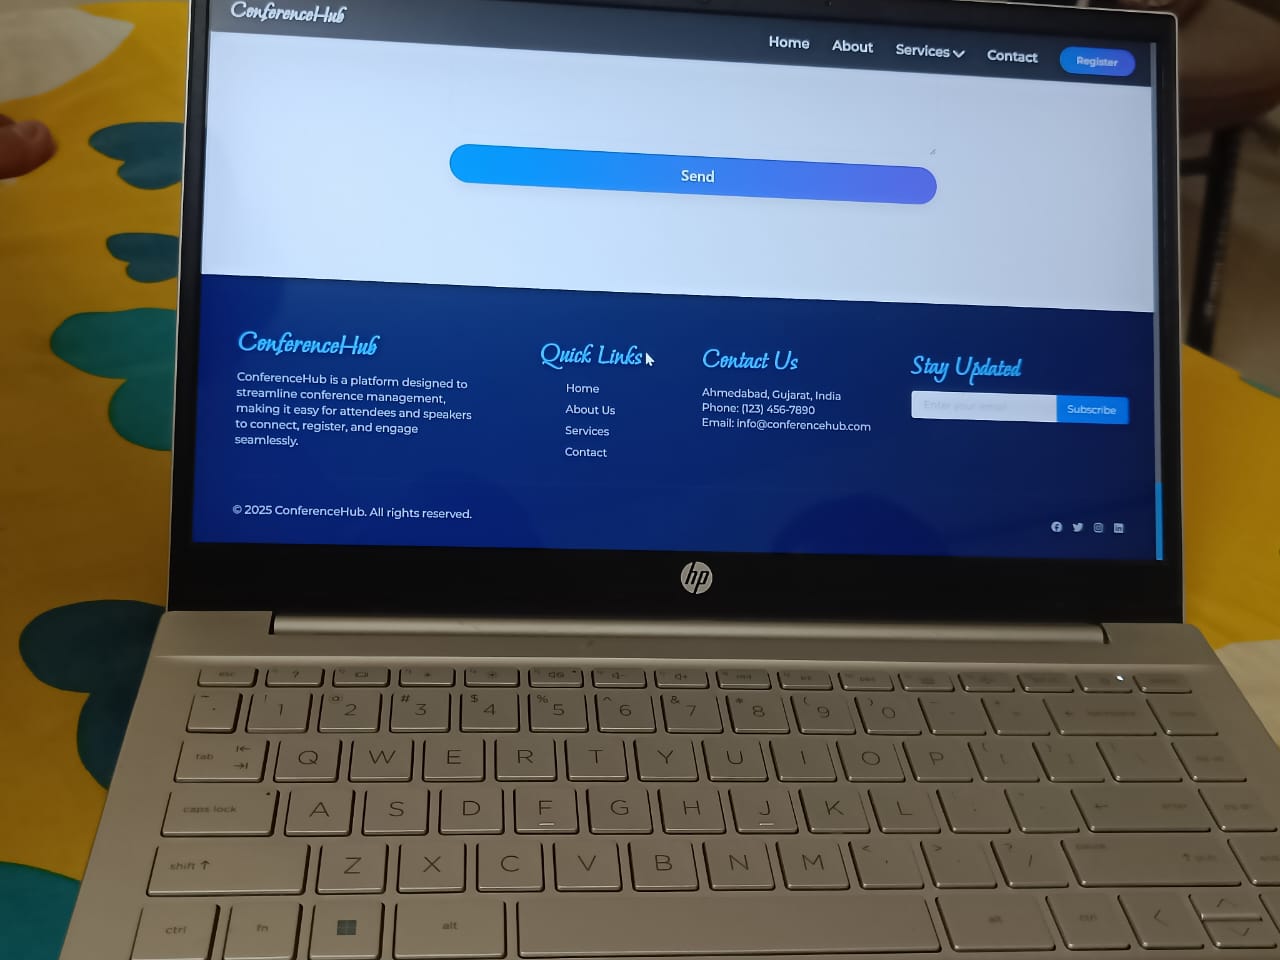 ConferenceHub
Home About Services Contact Register
Send
ConferenceHub
ConferenceHub is a platform designed to
streamline conference management,
making it easy for attendees and speakers
to connect, register, and engage
seamlessly.
Quick Links
Home
About Us
Services
Contact
Contact Us
Ahmedabad, Gujarat, India
Phone: (123) 456-7890
Email: info@conferencehub.com
Stay Updated
Enter your email Subscribe
© 2025 ConferenceHub. All rights reserved.
hp
esc ?
1 2 3 4 5 6 7 8 9 0
tab Q W E R T Y U I O P
caps lock A S D F G H J K L enter
shift Z X C V B N M
ctrl fn alt alt ctrl